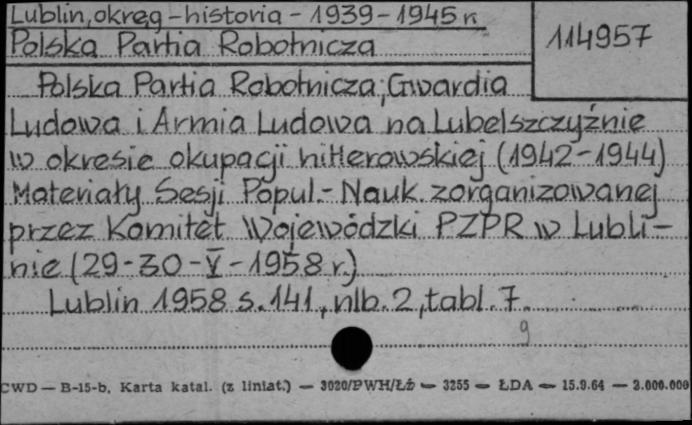 Lublin, okręg - historia - 1939-1945 r.
Polska Partia Robotnicza
114957
Polska Partia Robotnicza, Gwardia
Ludowa i Armia Ludowa na Lubelszczyźnie
w okresie okupacji hitlerowskiej (1942-1944)
Materiały Sesji Popul.- Nauk. zorganizowanej
przez Komitet Wojewódzki PZPR w Lubli-
nie (29-30-V-1958 r.)
Lublin 1958 s. 141, nlb. 2, tabl. 7.
9
CWD — B-15-b, Karta katal. (z liniat.) — 3020/PWH/Łź — 3255 — ŁDA — 15.9.64 — 2.000.000